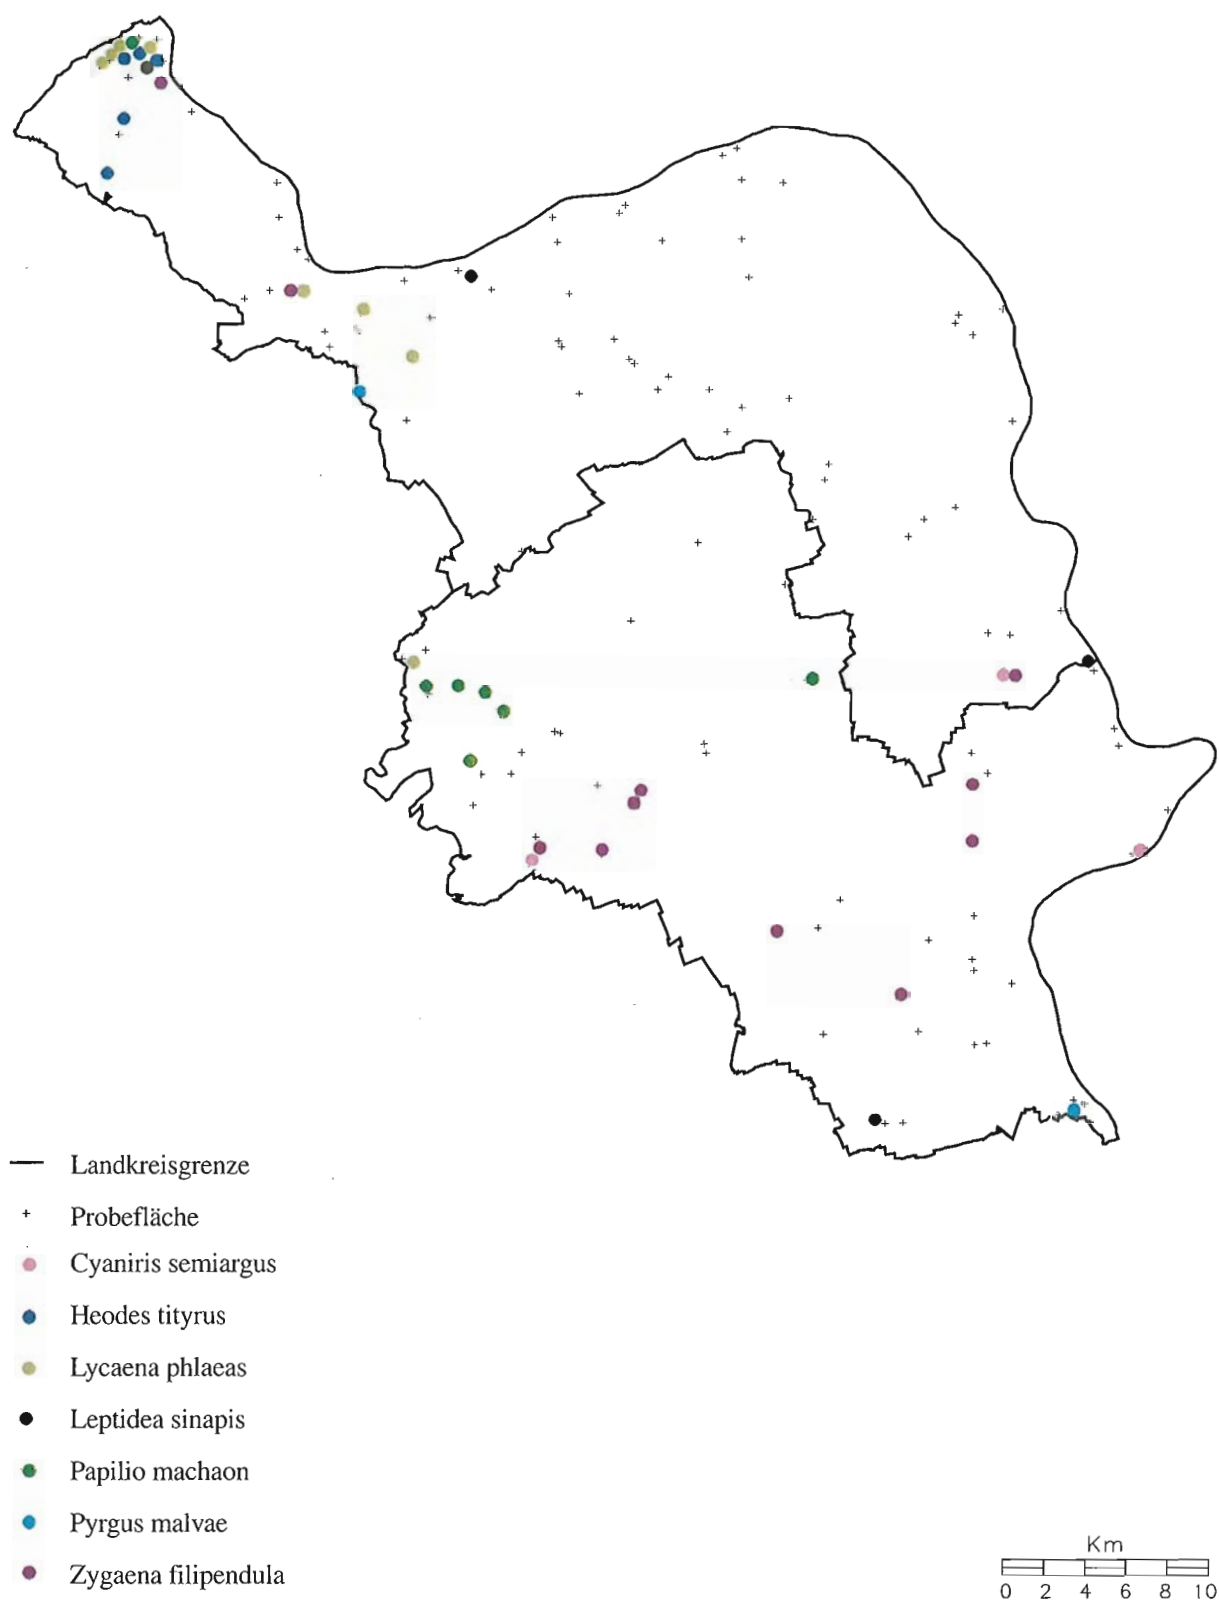 Landkreisgrenze
Probefläche
Cyaniris semiargus
Heodes tityrus
Lycaena phlaeas
Leptidea sinapis
Papilio machaon
Pyrgus malvae
Zygaena filipendula
Km
0 2 4 6 8 10